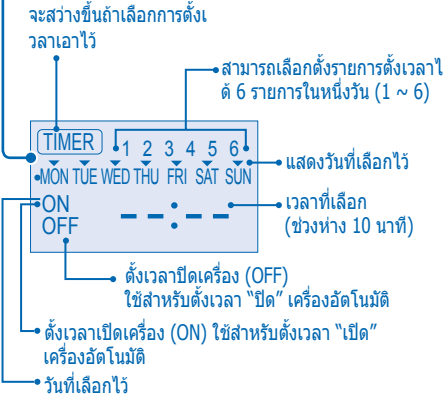 จะสว่างขึ้นถ้าเลือกการตั้งเ
วลาเอาไว้
สามารถเลือกตั้งรายการตั้งเวลาไ
ด้ 6 รายการในหนึ่งวัน (1 ~ 6)
TIMER 1 2 3 4 5 6
MON TUE WED THU FRI SAT SUN
แสดงวันที่เลือกไว้
ON
OFF
--:--
เวลาที่เลือก
(ช่วงห่าง 10 นาที)
ตั้งเวลาปิดเครื่อง (OFF)
ใช้สำหรับตั้งเวลา “ปิด” เครื่องอัตโนมัติ
ตั้งเวลาเปิดเครื่อง (ON) ใช้สำหรับตั้งเวลา “เปิด”
เครื่องอัตโนมัติ
วันที่เลือกไว้